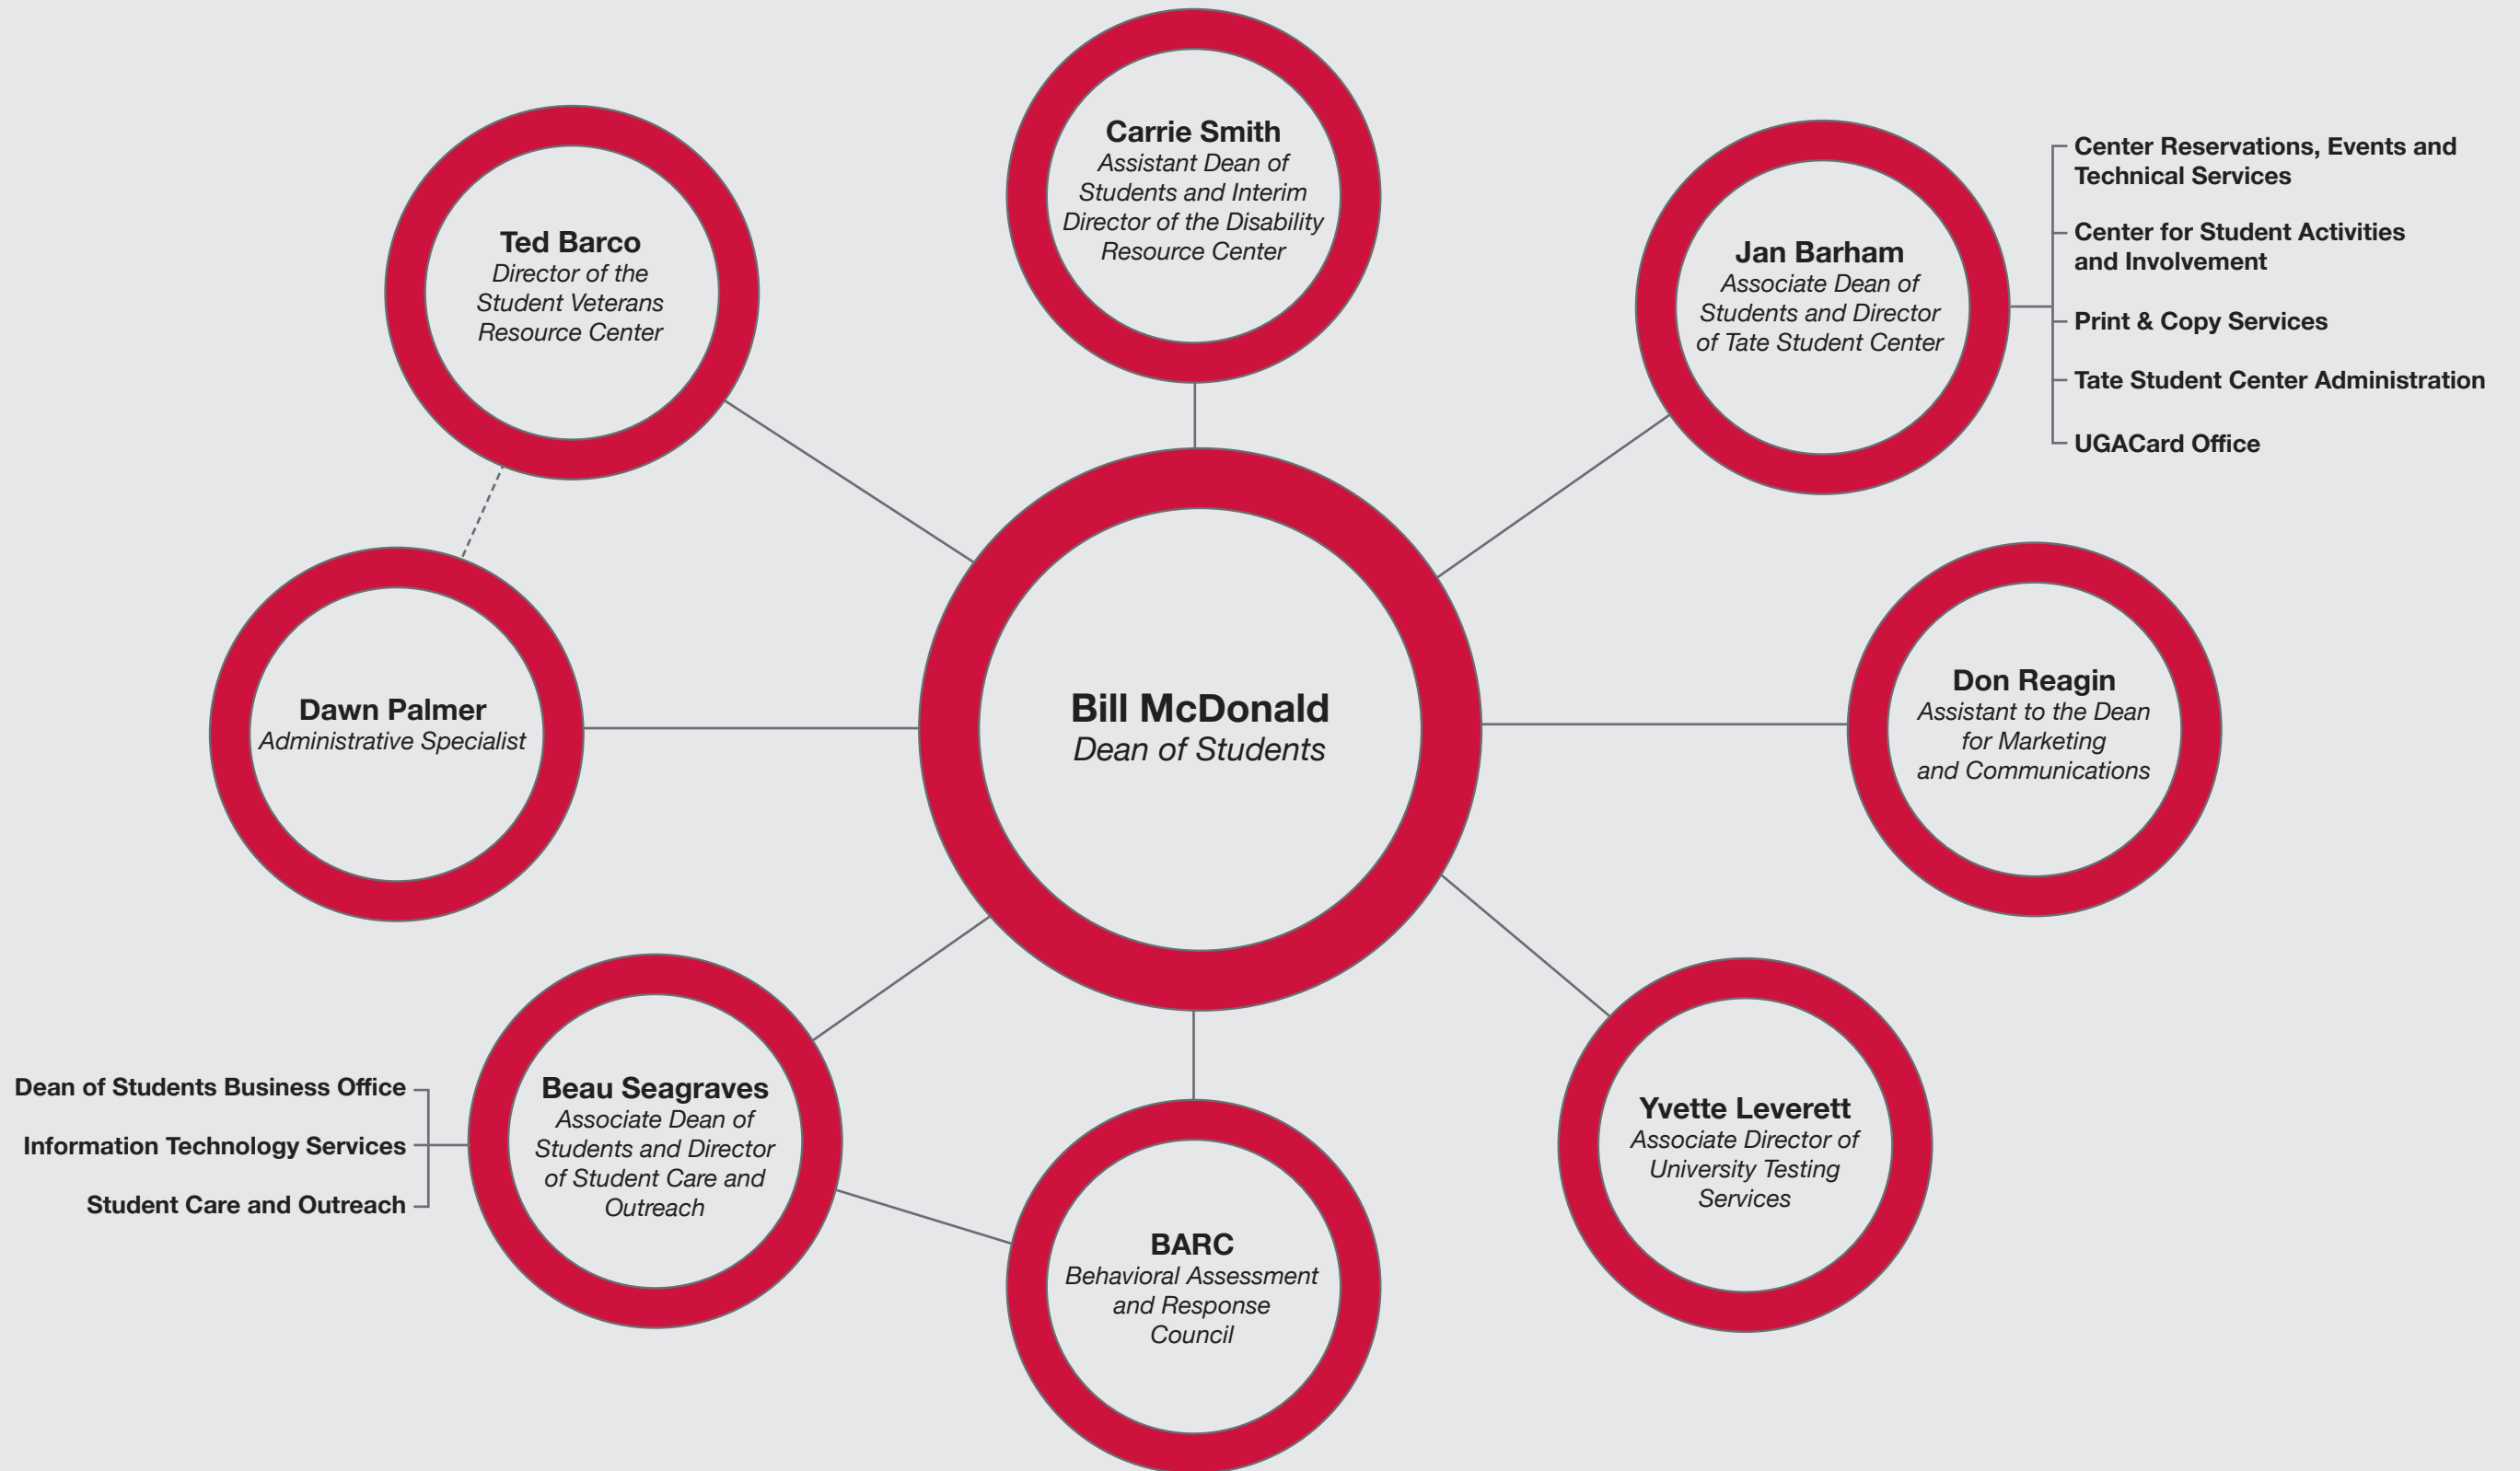 Carrie Smith
Assistant Dean of
Students and Interim
Director of the Disability
Resource Center
Ted Barco
Director of the
Student Veterans
Resource Center
Jan Barham
Associate Dean of
Students and Director
of Tate Student Center
Center Reservations, Events and
Technical Services
Center for Student Activities
and Involvement
Print & Copy Services
Tate Student Center Administration
UGACard Office
Dawn Palmer
Administrative Specialist
Bill McDonald
Dean of Students
Don Reagin
Assistant to the Dean
for Marketing
and Communications
Dean of Students Business Office
Information Technology Services
Student Care and Outreach
Beau Seagraves
Associate Dean of
Students and Director
of Student Care and
Outreach
BARC
Behavioral Assessment
and Response
Council
Yvette Leverett
Associate Director of
University Testing
Services